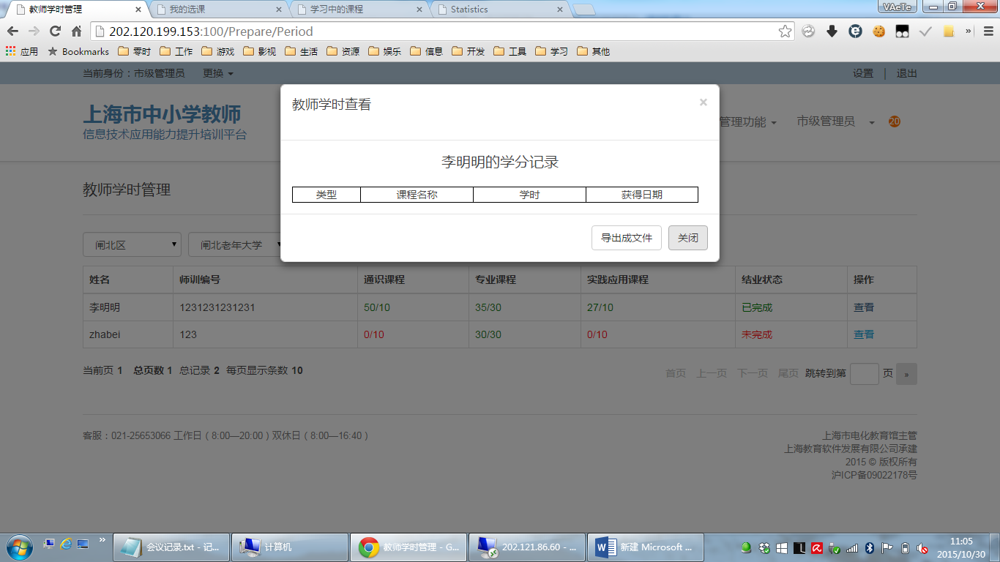 教师学时管理
我的选课
学习中的课程
Statistics
VAeTe
202.120.199.153:100/Prepare/Period
应用 Bookmarks 零时 工作 游戏 影视 生活 资源 娱乐 信息 开发 工具 学习 其他 »
当前身份：市级管理员 更换 设置 | 退出
上海市中小学教师
信息技术应用能力提升培训平台
管理功能 市级管理员 20
教师学时查看 ×
李明明的学分记录
类型 课程名称 学时 获得日期
导出成文件 关闭
教师学时管理
闸北区 闸北老年大学
姓名 师训编号 通识课程 专业课程 实践应用课程 结业状态 操作
李明明 1231231231231 50/10 35/30 27/10 已完成 查看
zhabei 123 0/10 30/30 0/10 未完成 查看
当前页 1 总页数 1 总记录 2 每页显示条数 10 首页 上一页 下一页 尾页 跳转到第 页 »
客服：021-25653066 工作日（8:00—20:00）双休日（8:00—16:40）
上海市电化教育馆主管
上海教育软件发展有限公司承建
2015 © 版权所有
沪ICP备09022178号
会议记录.txt - 记...
计算机
教师学时管理 - G...
202.121.86.60 - ...
新建 Microsoft ...
11:05
2015/10/30